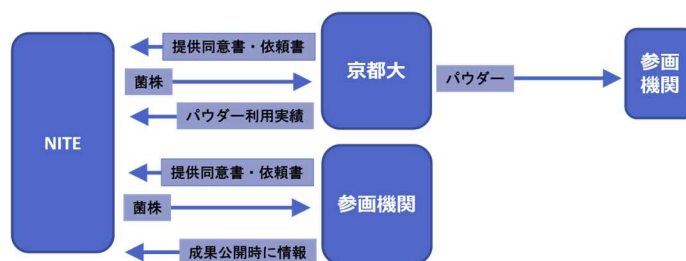 提供同意書・依頼書
京都大
参画
機関
菌株
パウダー
パウダー利用実績
NITE
提供同意書・依頼書
菌株
参画機関
成果公開時に情報